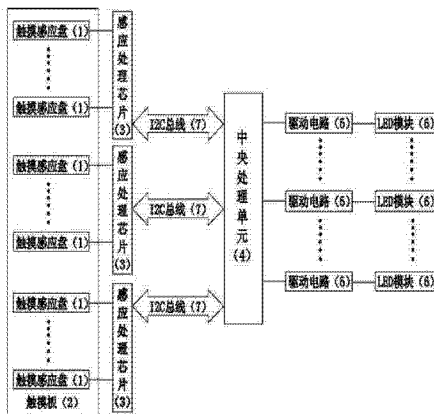 触摸感应盘(1)
触摸感应盘(1)
感应处理芯片(3)
I2C总线(7)
触摸感应盘(1)
触摸感应盘(1)
感应处理芯片(3)
I2C总线(7)
触摸感应盘(1)
触摸感应盘(1)
感应处理芯片(3)
I2C总线(7)
触摸板(2)
中央处理单元(4)
驱动电路(5)
LED模块(6)
驱动电路(5)
LED模块(6)
驱动电路(5)
LED模块(6)